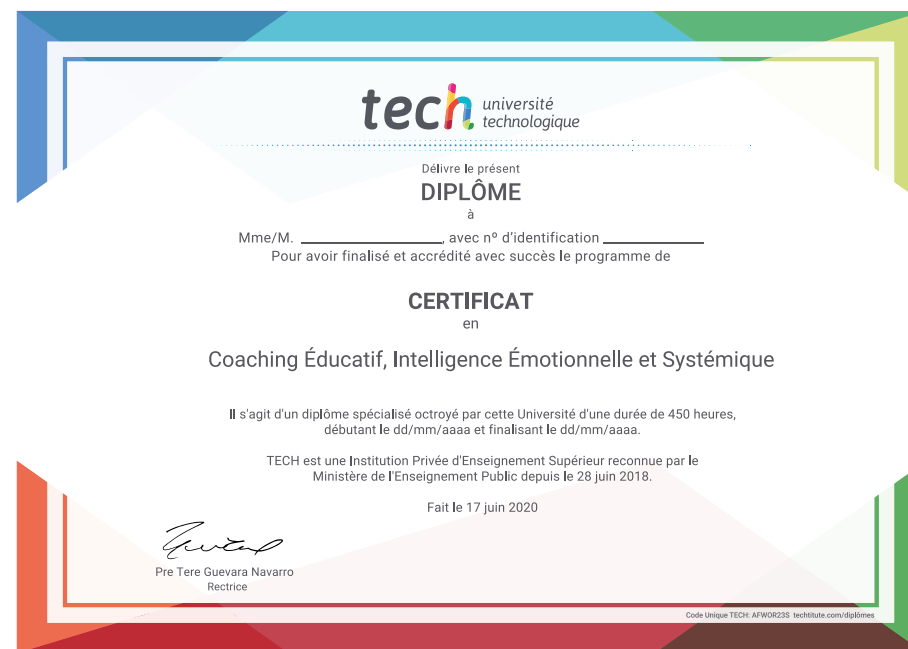 tech université
technologique
Délivre le présent
DIPLÔME
à
Mme/M. ____________________, avec nº d'identification ______________
Pour avoir finalisé et accrédité avec succès le programme de
CERTIFICAT
en
Coaching Éducatif, Intelligence Émotionnelle et Systémique
Il s'agit d'un diplôme spécialisé octroyé par cette Université d'une durée de 450 heures,
débutant le dd/mm/aaaa et finalisant le dd/mm/aaaa.
TECH est une Institution Privée d'Enseignement Supérieur reconnue par le
Ministère de l'Enseignement Public depuis le 28 juin 2018.
Fait le 17 juin 2020
Pre Tere Guevara Navarro
Rectrice
Code Unique TECH: AFWOR23S techtitute.com/diplômes